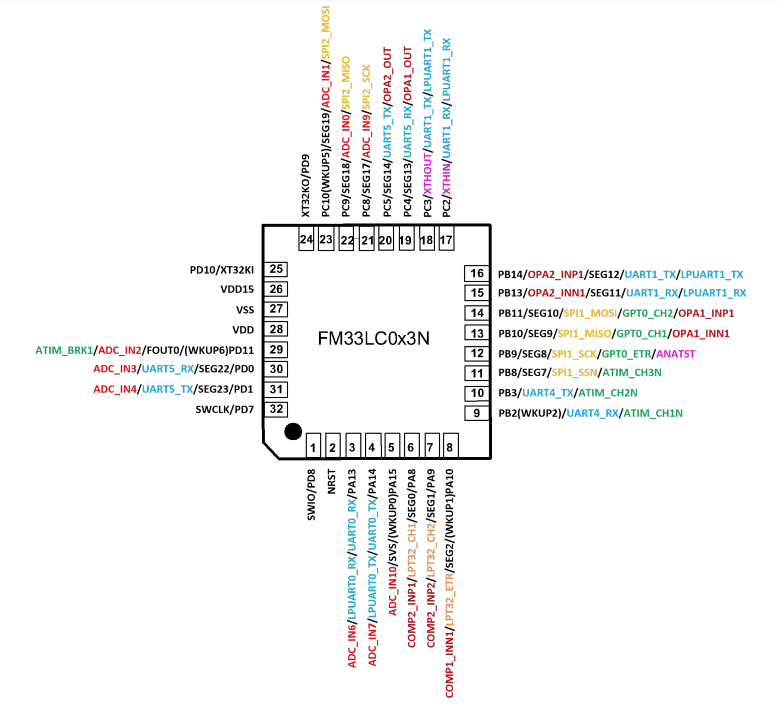 XT32KO/PD9
PC10(WKUP5)/SEG19/ADC_IN1/SPI2_MOSI
PC9/SEG18/ADC_IN0/SPI2_MISO
PC8/SEG17/ADC_IN9/SPI2_SCK
PC5/SEG14/UART5_TX/OPA2_OUT
PC4/SEG13/UART5_RX/OPA1_OUT
PC3/XTHOUT/UART1_TX/LPUART1_TX
PC2/XTHIN/UART1_RX/LPUART1_RX
24 23 22 21 20 19 18 17
PD10/XT32KI 25
VDD15 26
VSS 27
VDD 28
ATIM_BRK1/ADC_IN2/FOUT0/(WKUP6)PD11 29
ADC_IN3/UART5_RX/SEG22/PD0 30
ADC_IN4/UART5_TX/SEG23/PD1 31
SWCLK/PD7 32
FM33LC0x3N
16 PB14/OPA2_INP1/SEG12/UART1_TX/LPUART1_TX
15 PB13/OPA2_INN1/SEG11/UART1_RX/LPUART1_RX
14 PB11/SEG10/SPI1_MOSI/GPT0_CH2/OPA1_INP1
13 PB10/SEG9/SPI1_MISO/GPT0_CH1/OPA1_INN1
12 PB9/SEG8/SPI1_SCK/GPT0_ETR/ANATST
11 PB8/SEG7/SPI1_SSN/ATIM_CH3N
10 PB3/UART4_TX/ATIM_CH2N
9 PB2(WKUP2)/UART4_RX/ATIM_CH1N
1 2 3 4 5 6 7 8
SWIO/PD8
NRST
ADC_IN6/LPUART0_RX/UART0_RX/PA13
ADC_IN7/LPUART0_TX/UART0_TX/PA14
ADC_IN10/SVS/(WKUP0)PA15
COMP2_INP1/LPT32_CH1/SEG0/PA8
COMP2_INP2/LPT32_CH2/SEG1/PA9
COMP1_INN1/LPT32_ETR/SEG2/(WKUP1)PA10